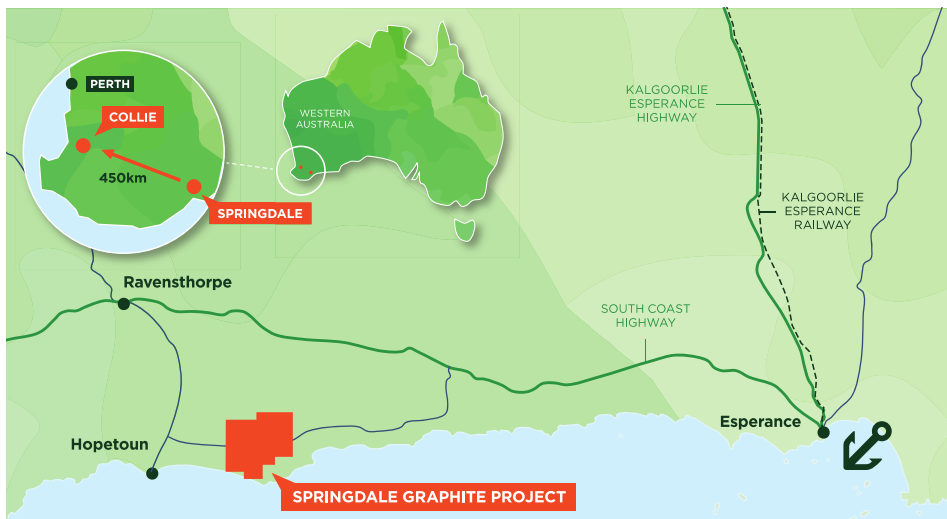 PERTH
COLLIE
450km
SPRINGDALE
WESTERN
AUSTRALIA
KALGOORLIE
ESPERANCE
HIGHWAY
KALGOORLIE
ESPERANCE
RAILWAY
Ravensthorpe
SOUTH COAST
HIGHWAY
Esperance
Hopetoun
SPRINGDALE GRAPHITE PROJECT